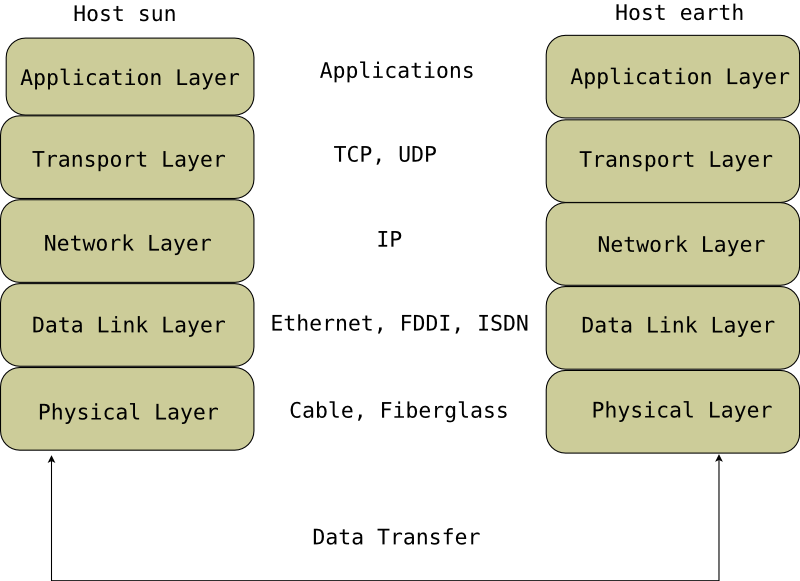 Host sun
Host earth
Application Layer
Applications
Application Layer
Transport Layer
TCP, UDP
Transport Layer
Network Layer
IP
Network Layer
Data Link Layer
Ethernet, FDDI, ISDN
Data Link Layer
Physical Layer
Cable, Fiberglass
Physical Layer
Data Transfer